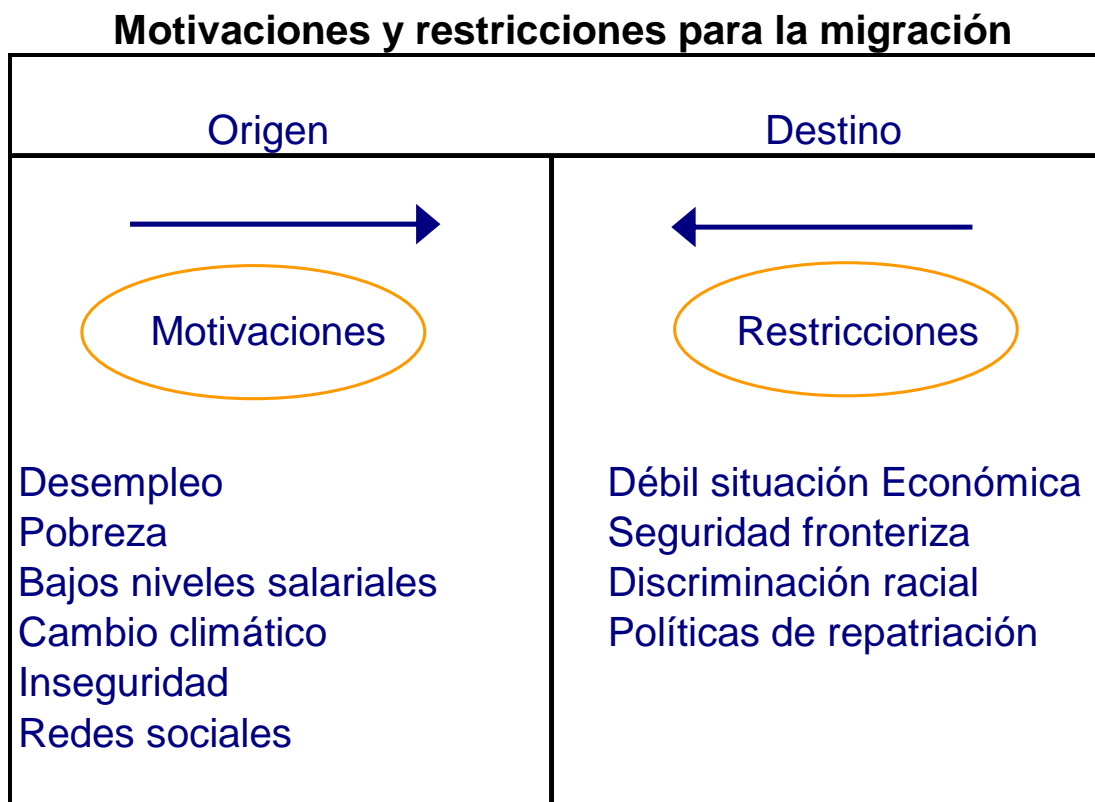 Motivaciones y restricciones para la migración
Origen
Destino
Motivaciones
Restricciones
Desempleo
Pobreza
Bajos niveles salariales
Cambio climático
Inseguridad
Redes sociales
Débil situación Económica
Seguridad fronteriza
Discriminación racial
Políticas de repatriación